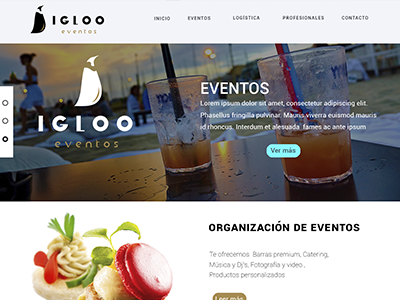 IGLOO
eventos
INICIO
EVENTOS
LOGÍSTICA
PROFESIONALES
CONTACTO
IGLOO
eventos
EVENTOS
Lorem ipsum dolor sit amet, consectetur adipiscing elit.
Phasellus fringilla pulvinar. Mauris viverra euismod mauris
id rhoncus. Interdum et alesuada fames ac ante ipsum
Ver más
ORGANIZACIÓN DE EVENTOS
Te ofrecemos Barras premium, Catering,
Música y Dj's, Fotografía y video ,
Productos personalizados
Leer más